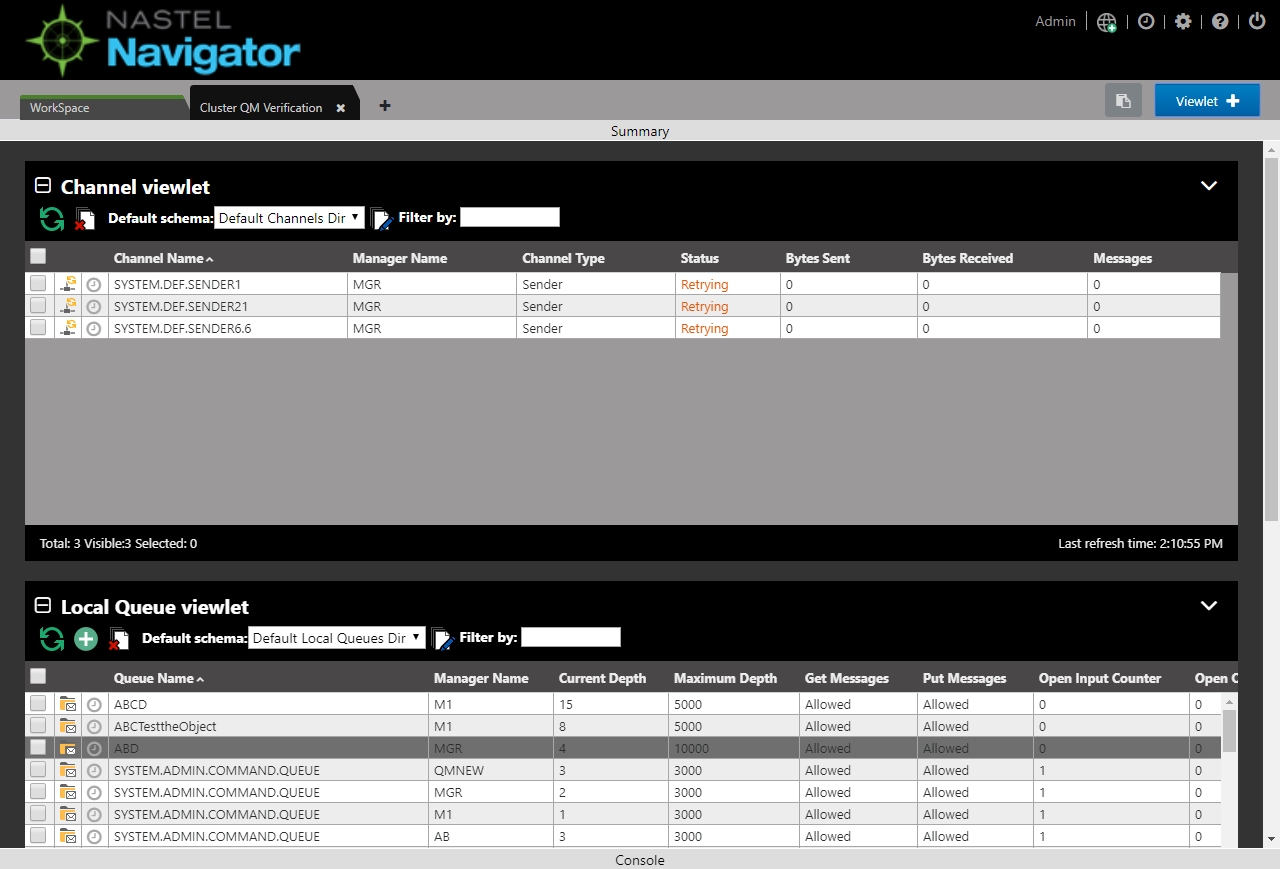 NASTEL
Navigator
Admin
WorkSpace
Cluster QM Verification
Viewlet
Summary
Channel viewlet
Default schema: Default Channels Dir Filter by:
Channel Name Manager Name Channel Type Status Bytes Sent Bytes Received Messages
SYSTEM.DEF.SENDER1 MGR Sender Retrying 0 0 0
SYSTEM.DEF.SENDER21 MGR Sender Retrying 0 0 0
SYSTEM.DEF.SENDER6.6 MGR Sender Retrying 0 0 0
Total: 3 Visible:3 Selected: 0 Last refresh time: 2:10:55 PM
Local Queue viewlet
Default schema: Default Local Queues Dir Filter by:
Queue Name Manager Name Current Depth Maximum Depth Get Messages Put Messages Open Input Counter Open
ABCD M1 15 5000 Allowed Allowed 0 0
ABCTesttheObject M1 8 5000 Allowed Allowed 0 0
ABD MGR 4 10000 Allowed Allowed 0 0
SYSTEM.ADMIN.COMMAND.QUEUE QMNEW 3 3000 Allowed Allowed 1 0
SYSTEM.ADMIN.COMMAND.QUEUE MGR 2 3000 Allowed Allowed 1 0
SYSTEM.ADMIN.COMMAND.QUEUE M1 1 3000 Allowed Allowed 1 0
SYSTEM.ADMIN.COMMAND.QUEUE AB 3 3000 Allowed Allowed 1 0
Console